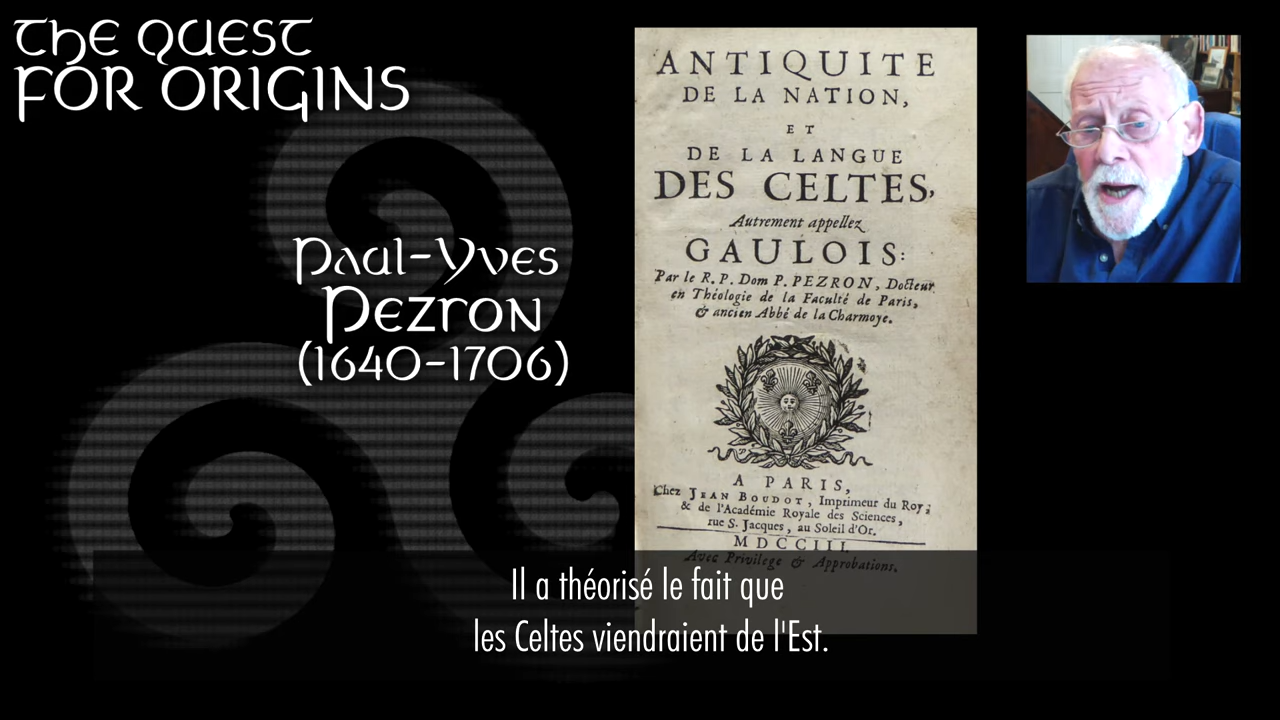 THE QUEST
FOR ORIGINS
Paul-Yves
Pezron
(1640-1706)
ANTIQUITE
DE LA NATION,
ET
DE LA LANGUE
DES CELTES,
Autrement appellez
GAULOIS:
Par le R. P. Dom P. PEZRON, Docteur
en Théologie de la Faculté de Paris,
& ancien Abbé de la Charmoye.
A PARIS,
Chez JEAN BOUDOT, Imprimeur du Roy;
& de l'Académie Royale des Sciences,
rue S. Jacques, au Soleil d'Or.
MDCCIII.
Avec Privilege & Approbations.
Il a théorisé le fait que
les Celtes viendraient de l'Est.